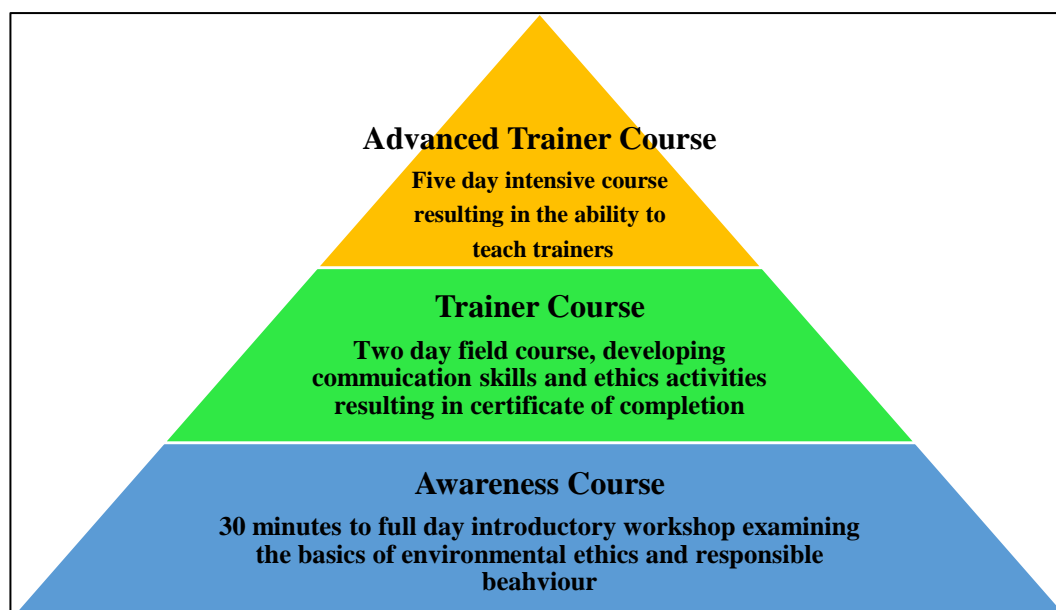 Advanced Trainer Course
Five day intensive course
resulting in the ability to
teach trainers
Trainer Course
Two day field course, developing
commuication skills and ethics activities
resulting in certificate of completion
Awareness Course
30 minutes to full day introductory workshop examining
the basics of environmental ethics and responsible
beahviour